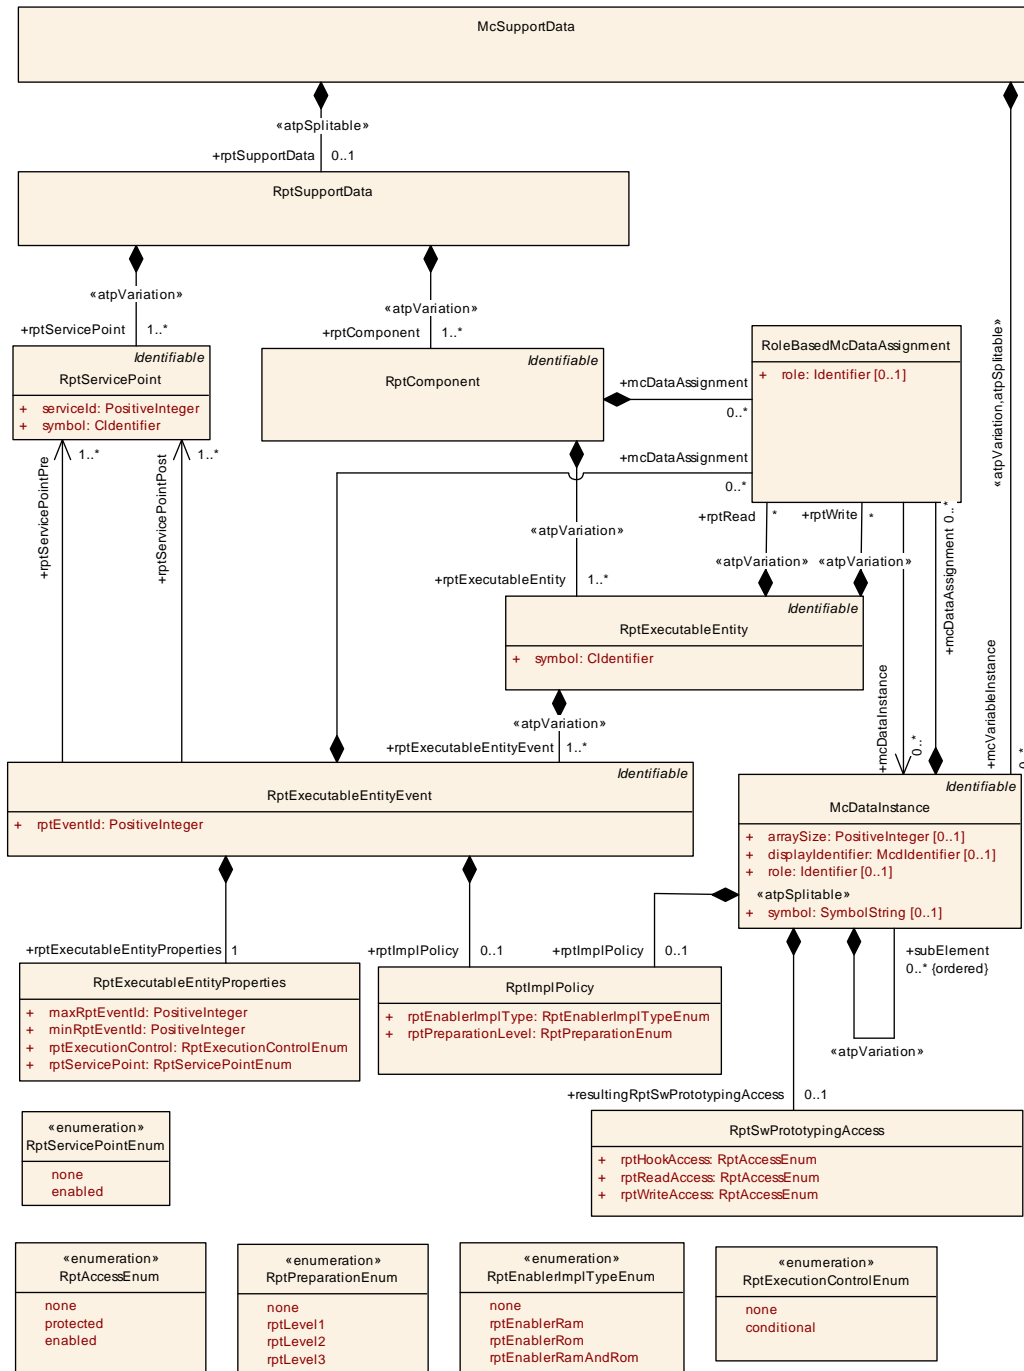 McSupportData
«atpSplitable»
+rptSupportData 0..1
RptSupportData
«atpVariation»
+rptServicePoint 1..*
«atpVariation»
+rptComponent 1..*
«atpVariation,atpSplitable»
Identifiable
RptServicePoint
+ serviceId: PositiveInteger
+ symbol: CIdentifier
Identifiable
RptComponent
RoleBasedMcDataAssignment
+ role: Identifier [0..1]
+mcDataAssignment
0..*
+mcDataAssignment
0..*
1..*
1..*
+rptServicePointPre
+rptServicePointPost
+rptRead *
+rptWrite *
«atpVariation»
«atpVariation»
«atpVariation»
+mcDataAssignment 0..*
+rptExecutableEntity 1..*
Identifiable
RptExecutableEntity
+ symbol: CIdentifier
+mcDataInstance
0..*
+mcVariableInstance
0..*
«atpVariation»
+rptExecutableEntityEvent 1..*
Identifiable
RptExecutableEntityEvent
+ rptEventId: PositiveInteger
Identifiable
McDataInstance
+ arraySize: PositiveInteger [0..1]
+ displayIdentifier: McdIdentifier [0..1]
+ role: Identifier [0..1]
«atpSplitable»
+ symbol: SymbolString [0..1]
+rptExecutableEntityProperties 1
+rptImplPolicy 0..1
+rptImplPolicy 0..1
+subElement
0..* {ordered}
«atpVariation»
RptExecutableEntityProperties
+ maxRptEventId: PositiveInteger
+ minRptEventId: PositiveInteger
+ rptExecutionControl: RptExecutionControlEnum
+ rptServicePoint: RptServicePointEnum
RptImplPolicy
+ rptEnablerImplType: RptEnablerImplTypeEnum
+ rptPreparationLevel: RptPreparationEnum
+resultingRptSwPrototypingAccess 0..1
RptSwPrototypingAccess
+ rptHookAccess: RptAccessEnum
+ rptReadAccess: RptAccessEnum
+ rptWriteAccess: RptAccessEnum
«enumeration»
RptServicePointEnum
none
enabled
«enumeration»
RptAccessEnum
none
protected
enabled
«enumeration»
RptPreparationEnum
none
rptLevel1
rptLevel2
rptLevel3
«enumeration»
RptEnablerImplTypeEnum
none
rptEnablerRam
rptEnablerRom
rptEnablerRamAndRom
«enumeration»
RptExecutionControlEnum
none
conditional